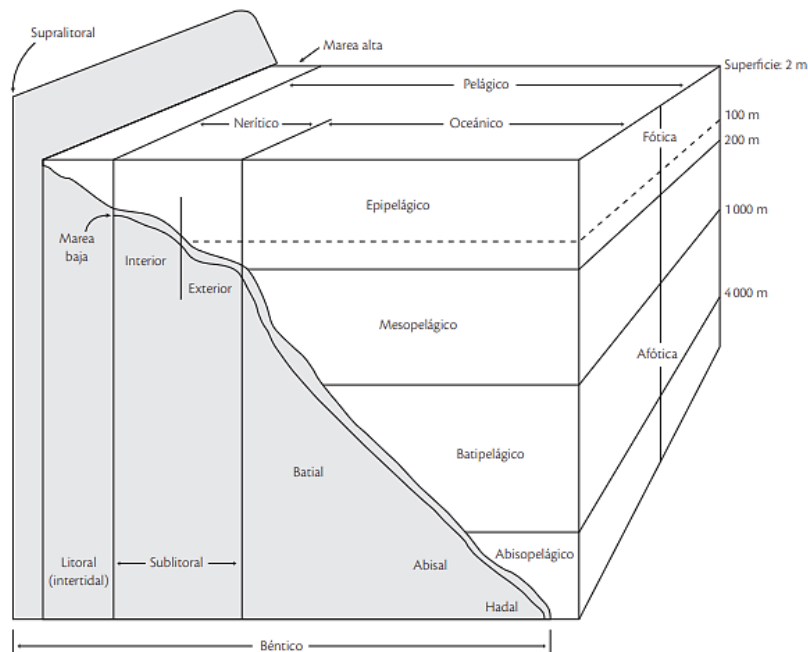 Supralitoral
Marea alta
Superficie: 2 m
Pelágico
100 m
Nerítico
Oceánico
Fótica
200 m
Epipelágico
1 000 m
Marea
baja
Interior
Exterior
4 000 m
Mesopelágico
Afótica
Batipelágico
Batial
Abisopelágico
Litoral
(intertidal)
Sublitoral
Abisal
Hadal
Béntico